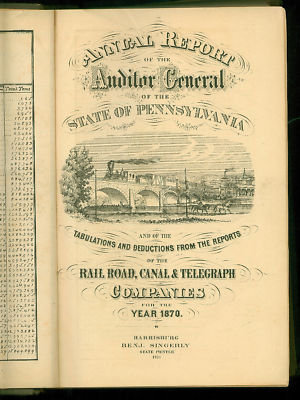 ANNUAL REPORT
OF THE
Auditor General
OF THE
STATE OF PENNSYLVANIA
AND OF THE
TABULATIONS AND DEDUCTIONS FROM THE REPORTS
OF THE
RAIL ROAD, CANAL & TELEGRAPH
COMPANIES
FOR THE
YEAR 1870.
HARRISBURG
BENJ. SINGERLY
STATE PRINTER
1871